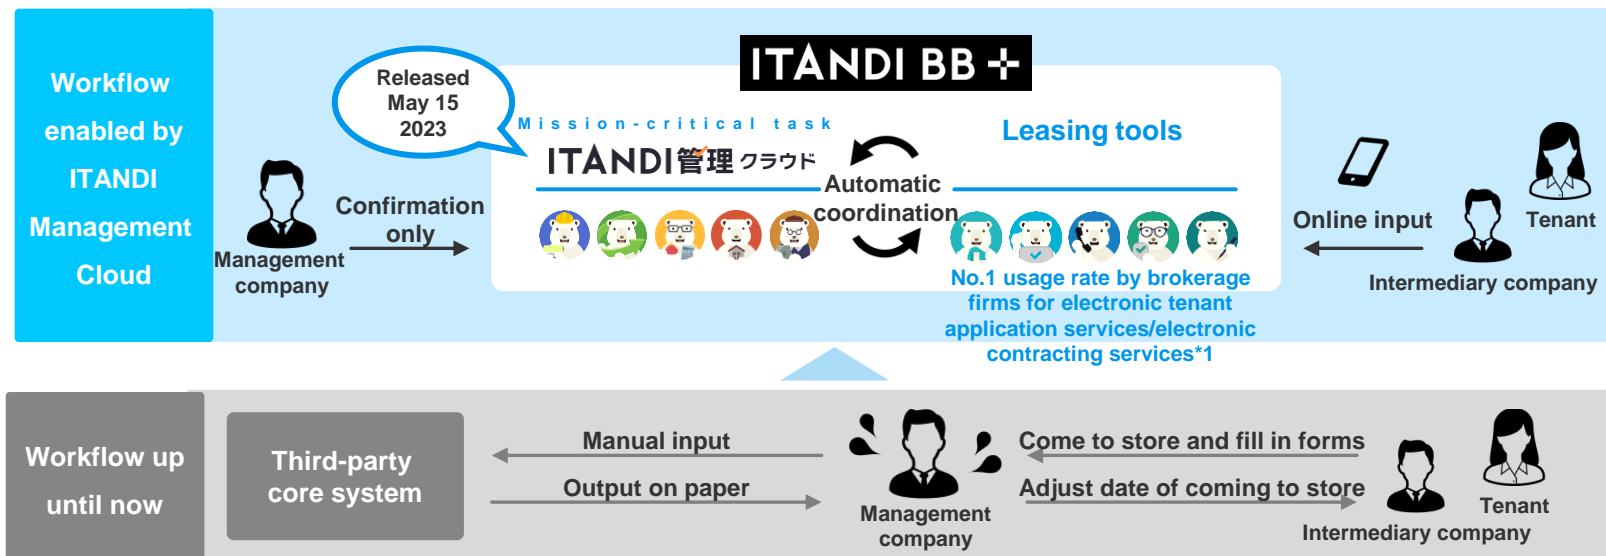 Workflow
enabled by
ITANDI
Management
Cloud
Released
May 15
2023
ITANDI BB +
Mission-critical task
ITANDI管理クラウド
Leasing tools
Automatic
coordination
Management
company
Confirmation
only
No.1 usage rate by brokerage
firms for electronic tenant
application services/electronic
contracting services*1
Online input
Tenant
Intermediary company
Workflow up
until now
Third-party
core system
Manual input
Output on paper
Management
company
Come to store and fill in forms
Adjust date of coming to store
Tenant
Intermediary company